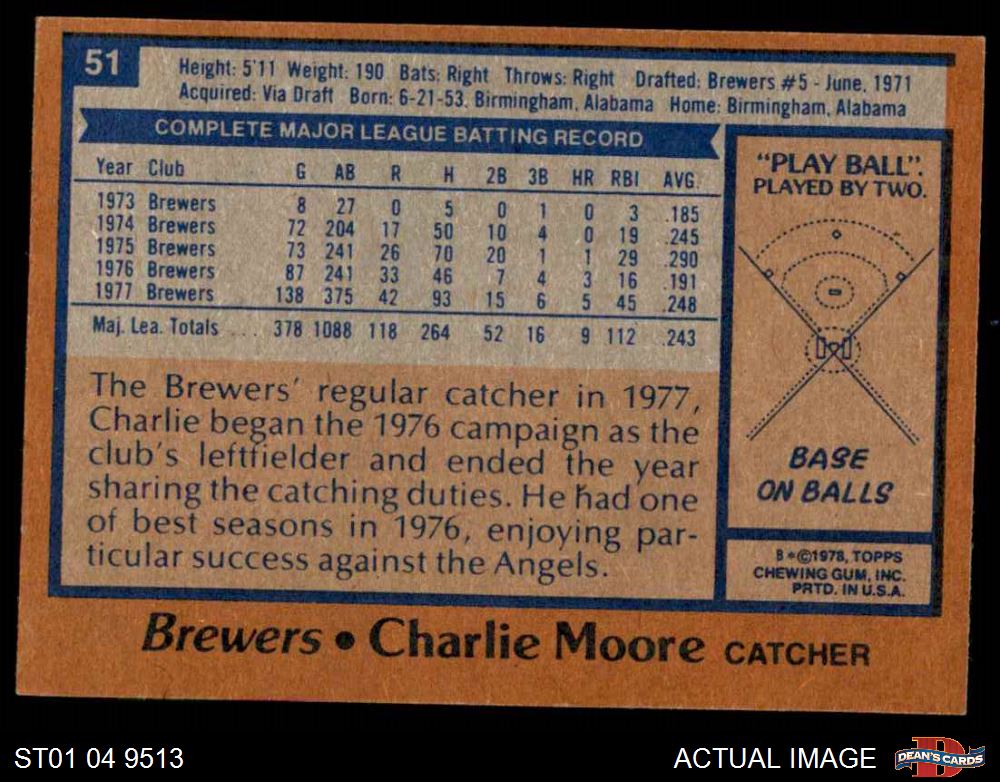 51
Height: 5'11 Weight: 190 Bats: Right Throws: Right Drafted: Brewers #5 - June, 1971
Acquired: Via Draft Born: 6-21-53, Birmingham, Alabama Home: Birmingham, Alabama
COMPLETE MAJOR LEAGUE BATTING RECORD
Year Club G AB R H 2B 3B HR RBI AVG.
1973 Brewers 8 27 0 5 0 1 0 3 .185
1974 Brewers 72 204 17 50 10 4 0 19 .245
1975 Brewers 73 241 26 70 20 1 1 29 .290
1976 Brewers 87 241 33 46 7 4 3 16 .191
1977 Brewers 138 375 42 93 15 6 5 45 .248
Maj. Lea. Totals ... 378 1088 118 264 52 16 9 112 .243
The Brewers' regular catcher in 1977,
Charlie began the 1976 campaign as the
club's leftfielder and ended the year
sharing the catching duties. He had one
of best seasons in 1976, enjoying par-
ticular success against the Angels.
"PLAY BALL".
PLAYED BY TWO.
BASE
ON BALLS
B*©1978, TOPPS
CHEWING GUM, INC.
PRTD. IN U.S.A.
Brewers • Charlie Moore CATCHER
ST01 04 9513
ACTUAL IMAGE
D
DEAN'S CARDS